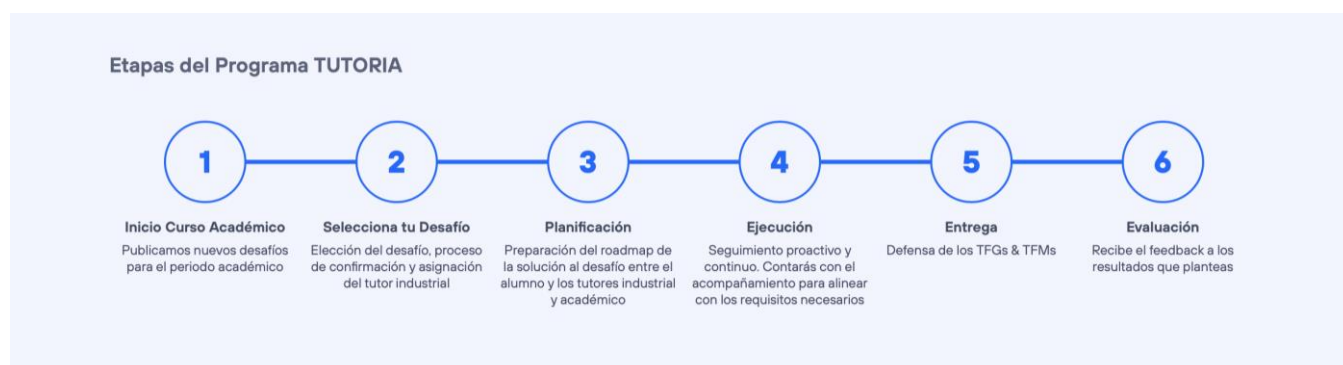 Etapas del Programa TUTORIA
1
2
3
4
5
6
Inicio Curso Académico
Publicamos nuevos desafíos
para el periodo académico
Selecciona tu Desafío
Elección del desafío, proceso
de confirmación y asignación
del tutor industrial
Planificación
Preparación del roadmap de
la solución al desafío entre el
alumno y los tutores industrial
y académico
Ejecución
Seguimiento proactivo y
continuo. Contarás con el
acompañamiento para alinear
con los requisitos necesarios
Entrega
Defensa de los TFGs & TFMs
Evaluación
Recibe el feedback a los
resultados que planteas